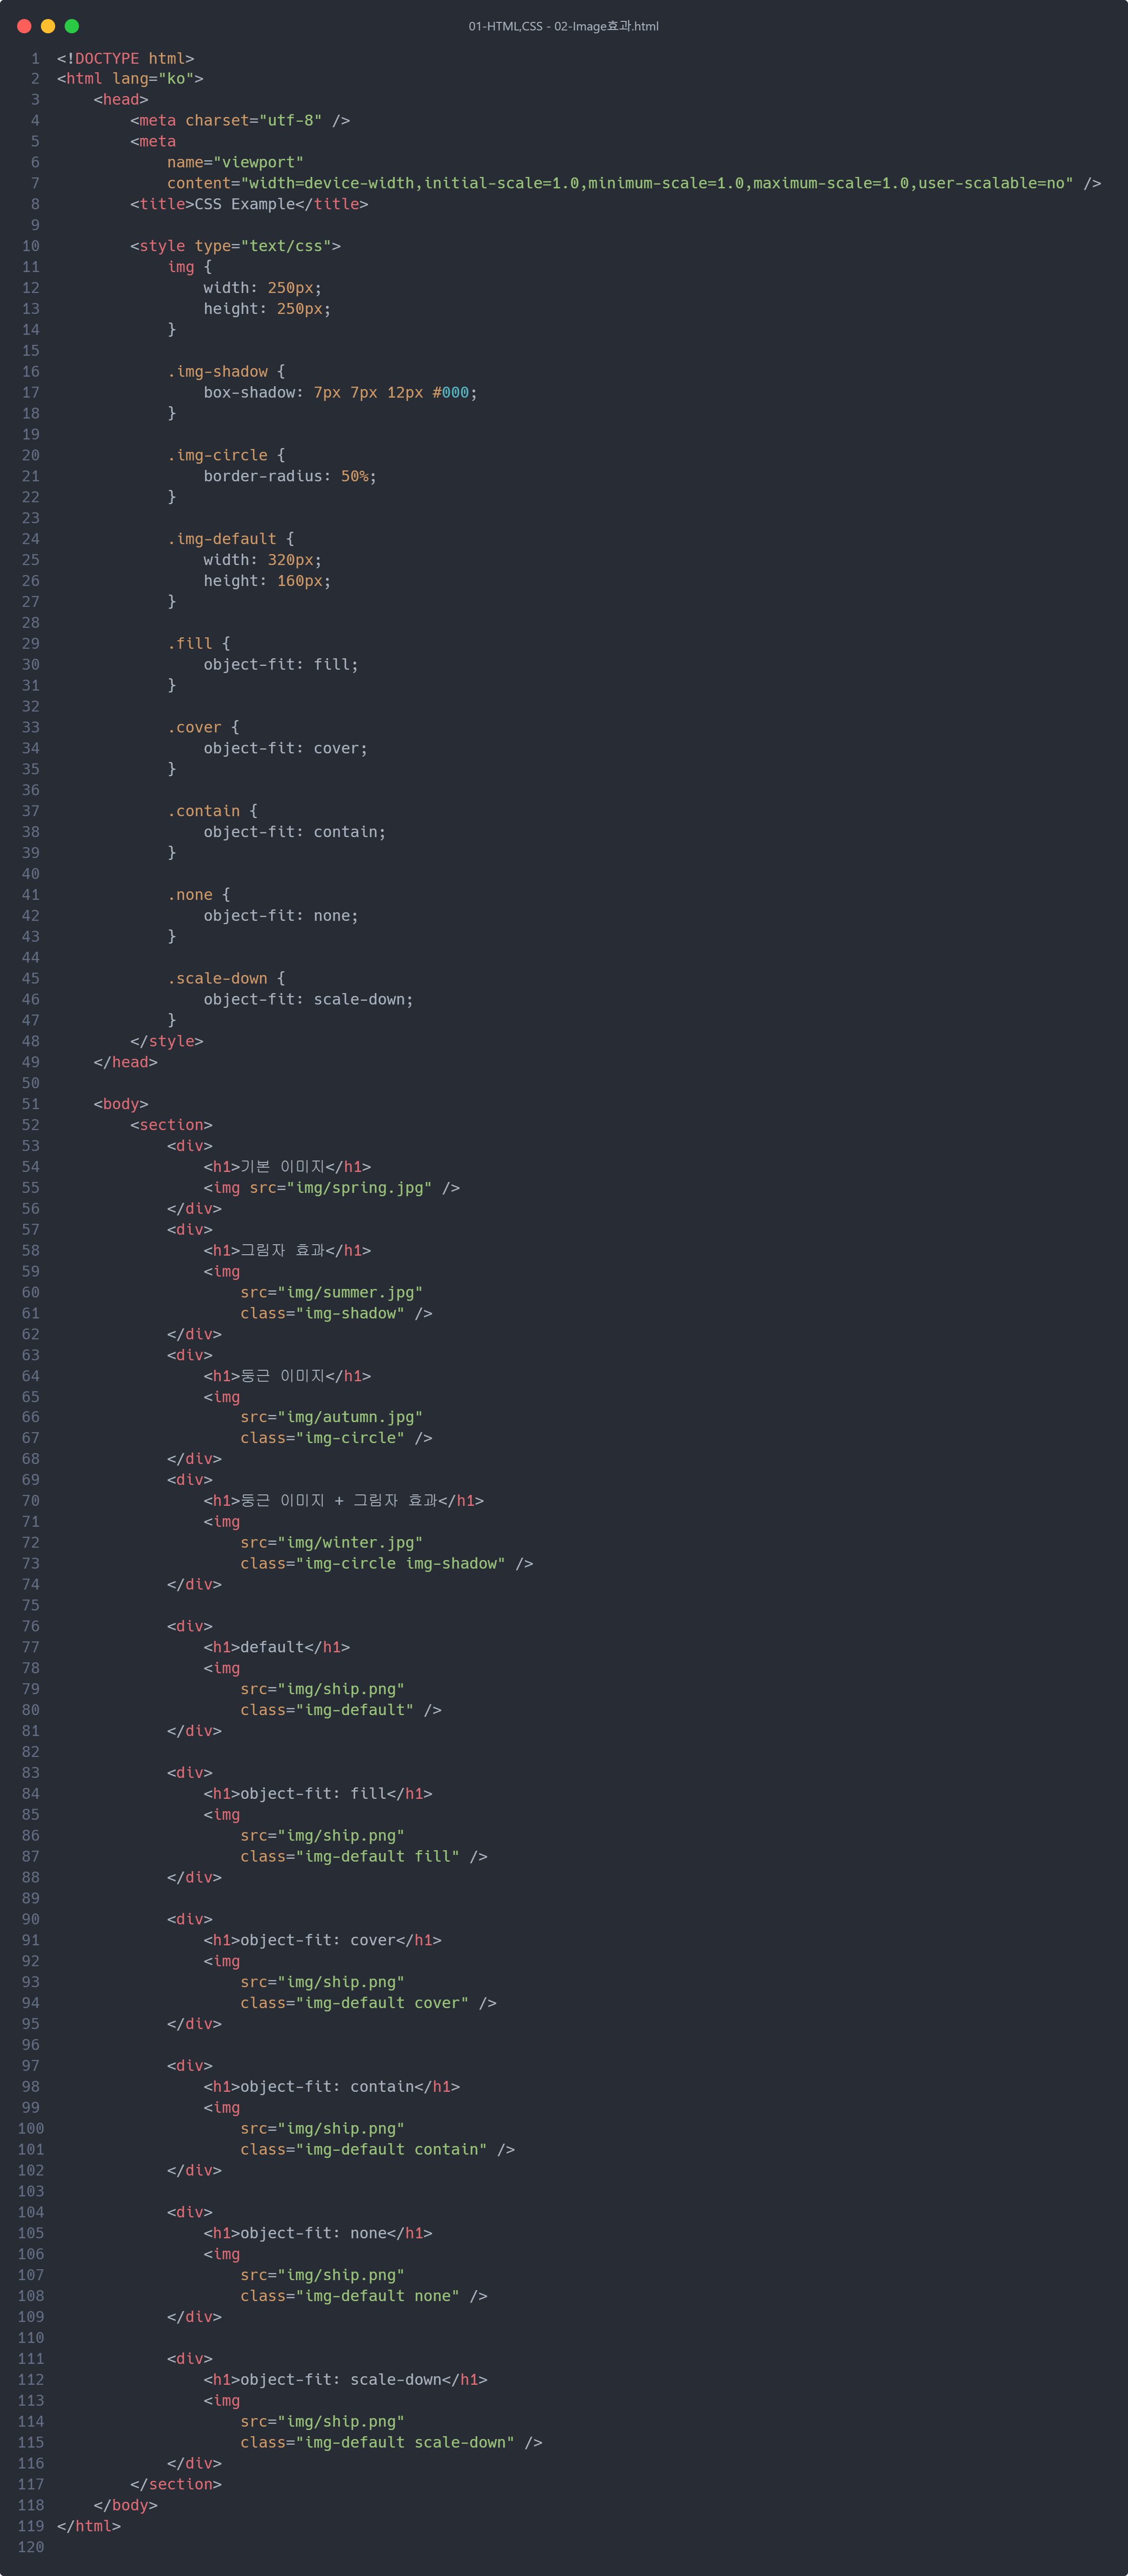 01-HTML,CSS - 02-Image효과.html
1 <!DOCTYPE html>
2 <html lang="ko">
3     <head>
4         <meta charset="utf-8" />
5         <meta
6             name="viewport"
7             content="width=device-width,initial-scale=1.0,minimum-scale=1.0,maximum-scale=1.0,user-scalable=no" />
8         <title>CSS Example</title>
9
10         <style type="text/css">
11             img {
12                 width: 250px;
13                 height: 250px;
14             }
15
16             .img-shadow {
17                 box-shadow: 7px 7px 12px #000;
18             }
19
20             .img-circle {
21                 border-radius: 50%;
22             }
23
24             .img-default {
25                 width: 320px;
26                 height: 160px;
27             }
28
29             .fill {
30                 object-fit: fill;
31             }
32
33             .cover {
34                 object-fit: cover;
35             }
36
37             .contain {
38                 object-fit: contain;
39             }
40
41             .none {
42                 object-fit: none;
43             }
44
45             .scale-down {
46                 object-fit: scale-down;
47             }
48         </style>
49     </head>
50
51     <body>
52         <section>
53             <div>
54                 <h1>기본 이미지</h1>
55                 <img src="img/spring.jpg" />
56             </div>
57             <div>
58                 <h1>그림자 효과</h1>
59                 <img
60                     src="img/summer.jpg"
61                     class="img-shadow" />
62             </div>
63             <div>
64                 <h1>둥근 이미지</h1>
65                 <img
66                     src="img/autumn.jpg"
67                     class="img-circle" />
68             </div>
69             <div>
70                 <h1>둥근 이미지 + 그림자 효과</h1>
71                 <img
72                     src="img/winter.jpg"
73                     class="img-circle img-shadow" />
74             </div>
75
76             <div>
77                 <h1>default</h1>
78                 <img
79                     src="img/ship.png"
80                     class="img-default" />
81             </div>
82
83             <div>
84                 <h1>object-fit: fill</h1>
85                 <img
86                     src="img/ship.png"
87                     class="img-default fill" />
88             </div>
89
90             <div>
91                 <h1>object-fit: cover</h1>
92                 <img
93                     src="img/ship.png"
94                     class="img-default cover" />
95             </div>
96
97             <div>
98                 <h1>object-fit: contain</h1>
99                 <img
100                     src="img/ship.png"
101                     class="img-default contain" />
102             </div>
103
104             <div>
105                 <h1>object-fit: none</h1>
106                 <img
107                     src="img/ship.png"
108                     class="img-default none" />
109             </div>
110
111             <div>
112                 <h1>object-fit: scale-down</h1>
113                 <img
114                     src="img/ship.png"
115                     class="img-default scale-down" />
116             </div>
117         </section>
118     </body>
119 </html>
120